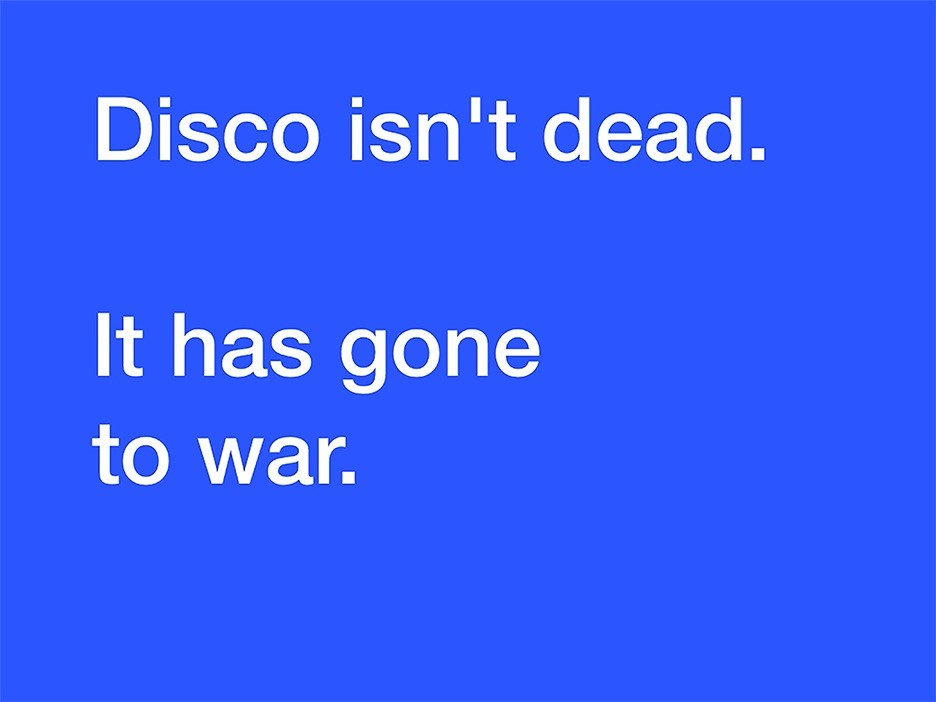 Disco isn't dead.
It has gone
to war.